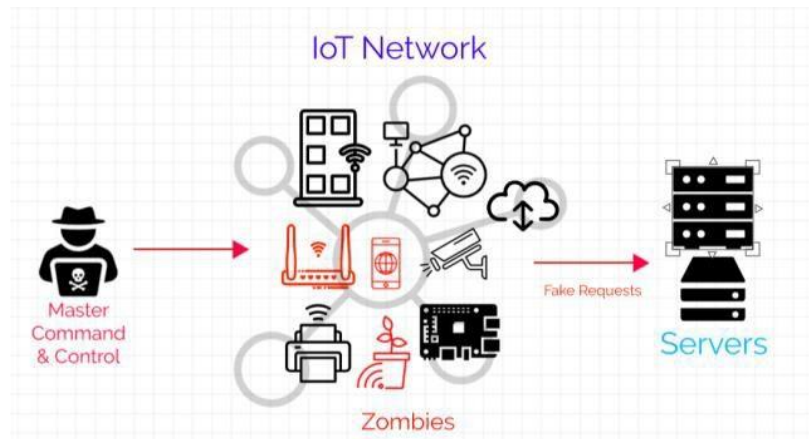 IoT Network
Master
Command
& Control
Fake Requests
Servers
Zombies